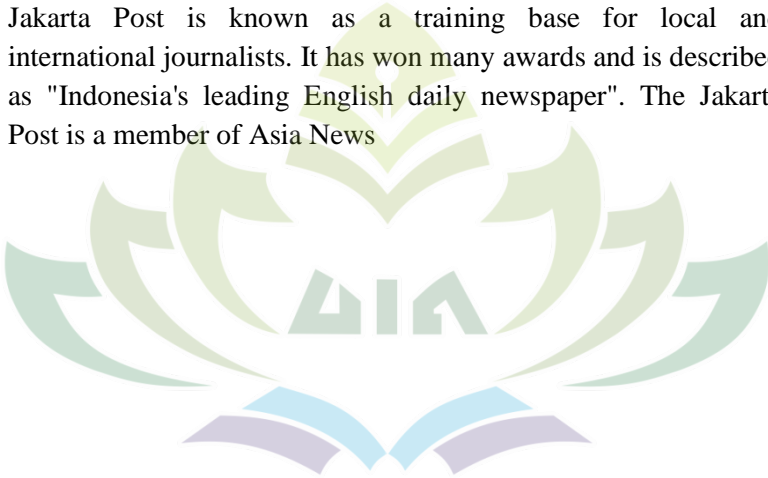 Jakarta Post is known as a training base for local an
international journalists. It has won many awards and is describe
as "Indonesia's leading English daily newspaper". The Jakart
Post is a member of Asia News
UIN